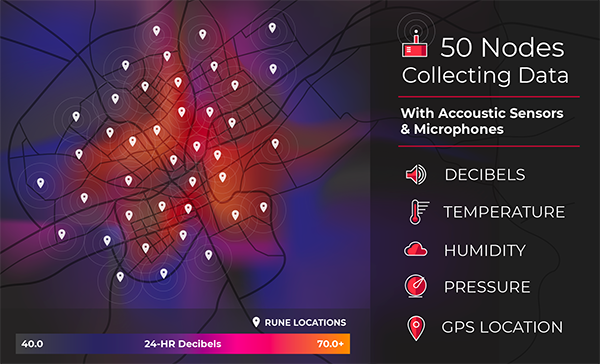 50 Nodes
Collecting Data
With Accoustic Sensors
& Microphones
DECIBELS
TEMPERATURE
HUMIDITY
PRESSURE
GPS LOCATION
RUNE LOCATIONS
40.0 24-HR Decibels 70.0+